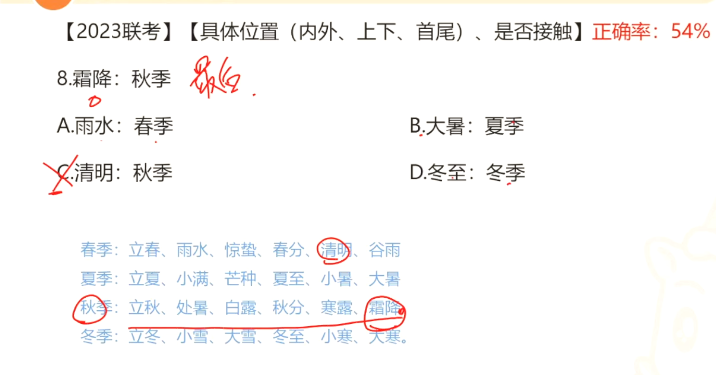 【2023联考】【具体位置（内外、上下、首尾）、是否接触】正确率：54%
8.霜降：秋季 最后
A.雨水：春季 B.大暑：夏季
C.清明：秋季 D.冬至：冬季
春季：立春、雨水、惊蛰、春分、清明、谷雨
夏季：立夏、小满、芒种、夏至、小暑、大暑
秋季：立秋、处暑、白露、秋分、寒露、霜降
冬季：立冬、小雪、大雪、冬至、小寒、大寒。